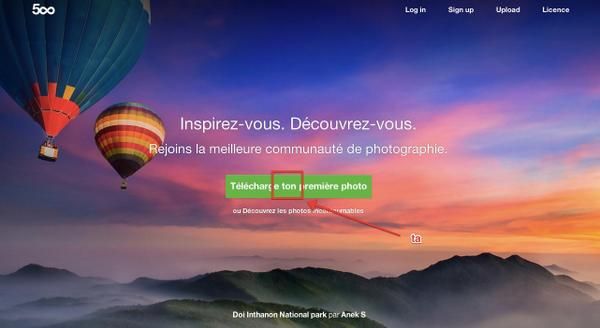 500
Log in Sign up Upload Licence
Inspirez-vous. Découvrez-vous.
Rejoins la meilleure communauté de photographie.
Télécharge ton première photo
ou Découvrez les photos incontournables
ta
Doi Inthanon National park par Anek S